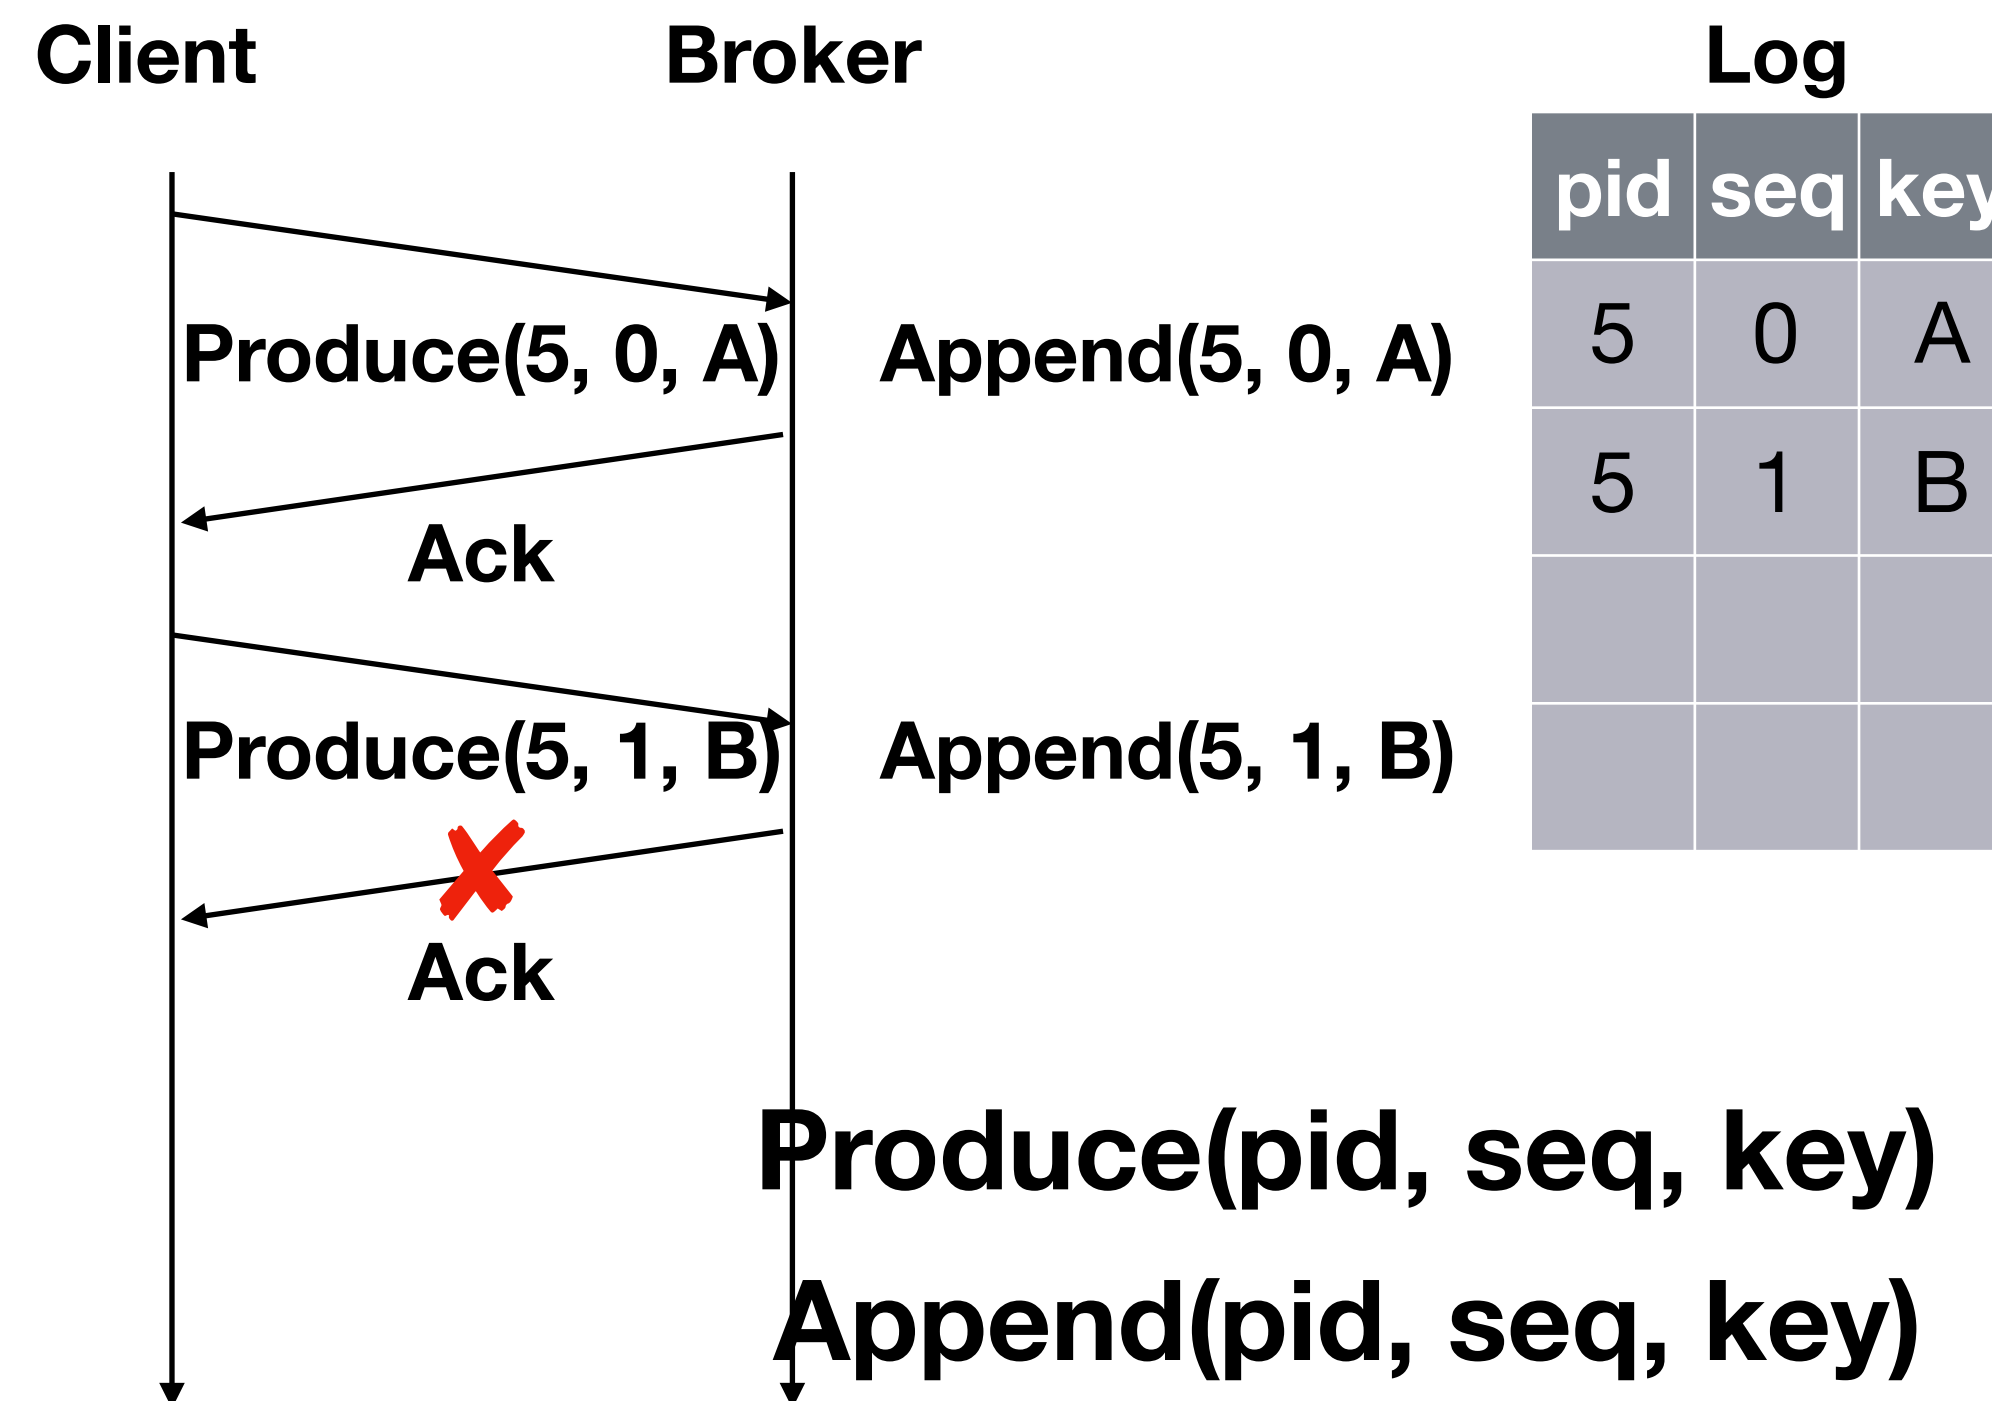 Client Broker Log
pid seq key
5 0 A
5 1 B
Produce(5, 0, A) Append(5, 0, A)
Ack
Produce(5, 1, B) Append(5, 1, B)
Ack
Produce(pid, seq, key)
Append(pid, seq, key)